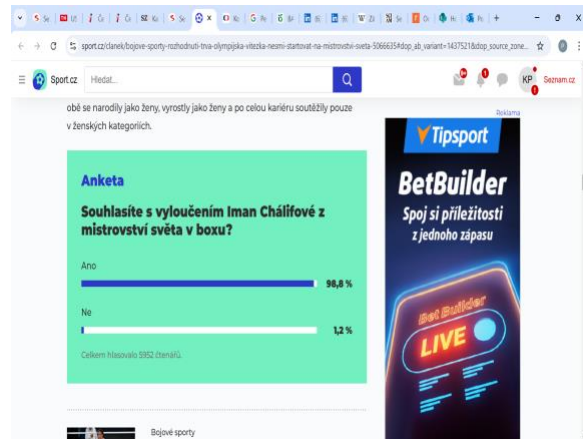 sport.cz/clanek/bojove-sporty-rozhodnuti-trva-olympijska-vitezka-nesmi-startovat-na-mistrovstvi-sveta-5066635#dop_ab_variant=1437521&dop_source_zone...
Sport.cz
Hledat...
KP
Seznam.cz
obě se narodily jako ženy, vyrostly jako ženy a po celou kariéru soutěžily pouze
v ženských kategoriích.
Anketa
Souhlasíte s vyloučením Iman Chálifové z
mistrovství světa v boxu?
Ano
98,8 %
Ne
1,2 %
Celkem hlasovalo 5952 čtenářů.
Bojové sporty
Reklama
Tipsport
BetBuilder
Spoj si příležitosti
z jednoho zápasu
Bet Builder
LIVE